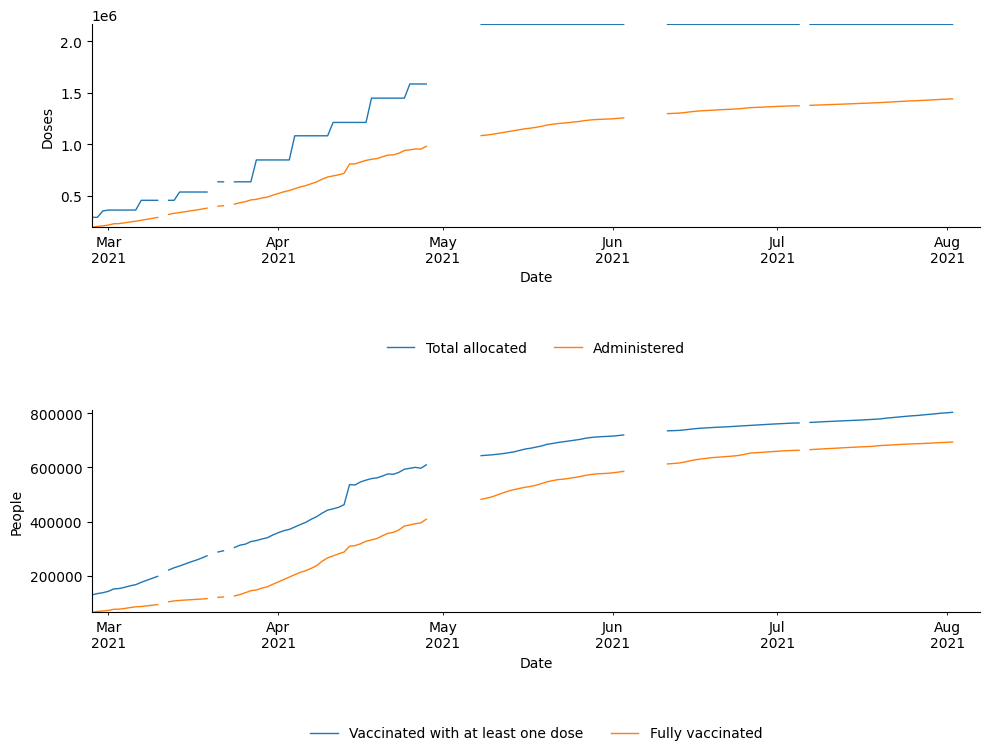 1e6
2.0
1.5
1.0
0.5
Doses
Mar Apr May Jun Jul Aug
2021 2021 2021 2021 2021 2021
Date
Total allocated Administered
800000
600000
400000
200000
People
Mar Apr May Jun Jul Aug
2021 2021 2021 2021 2021 2021
Date
Vaccinated with at least one dose Fully vaccinated